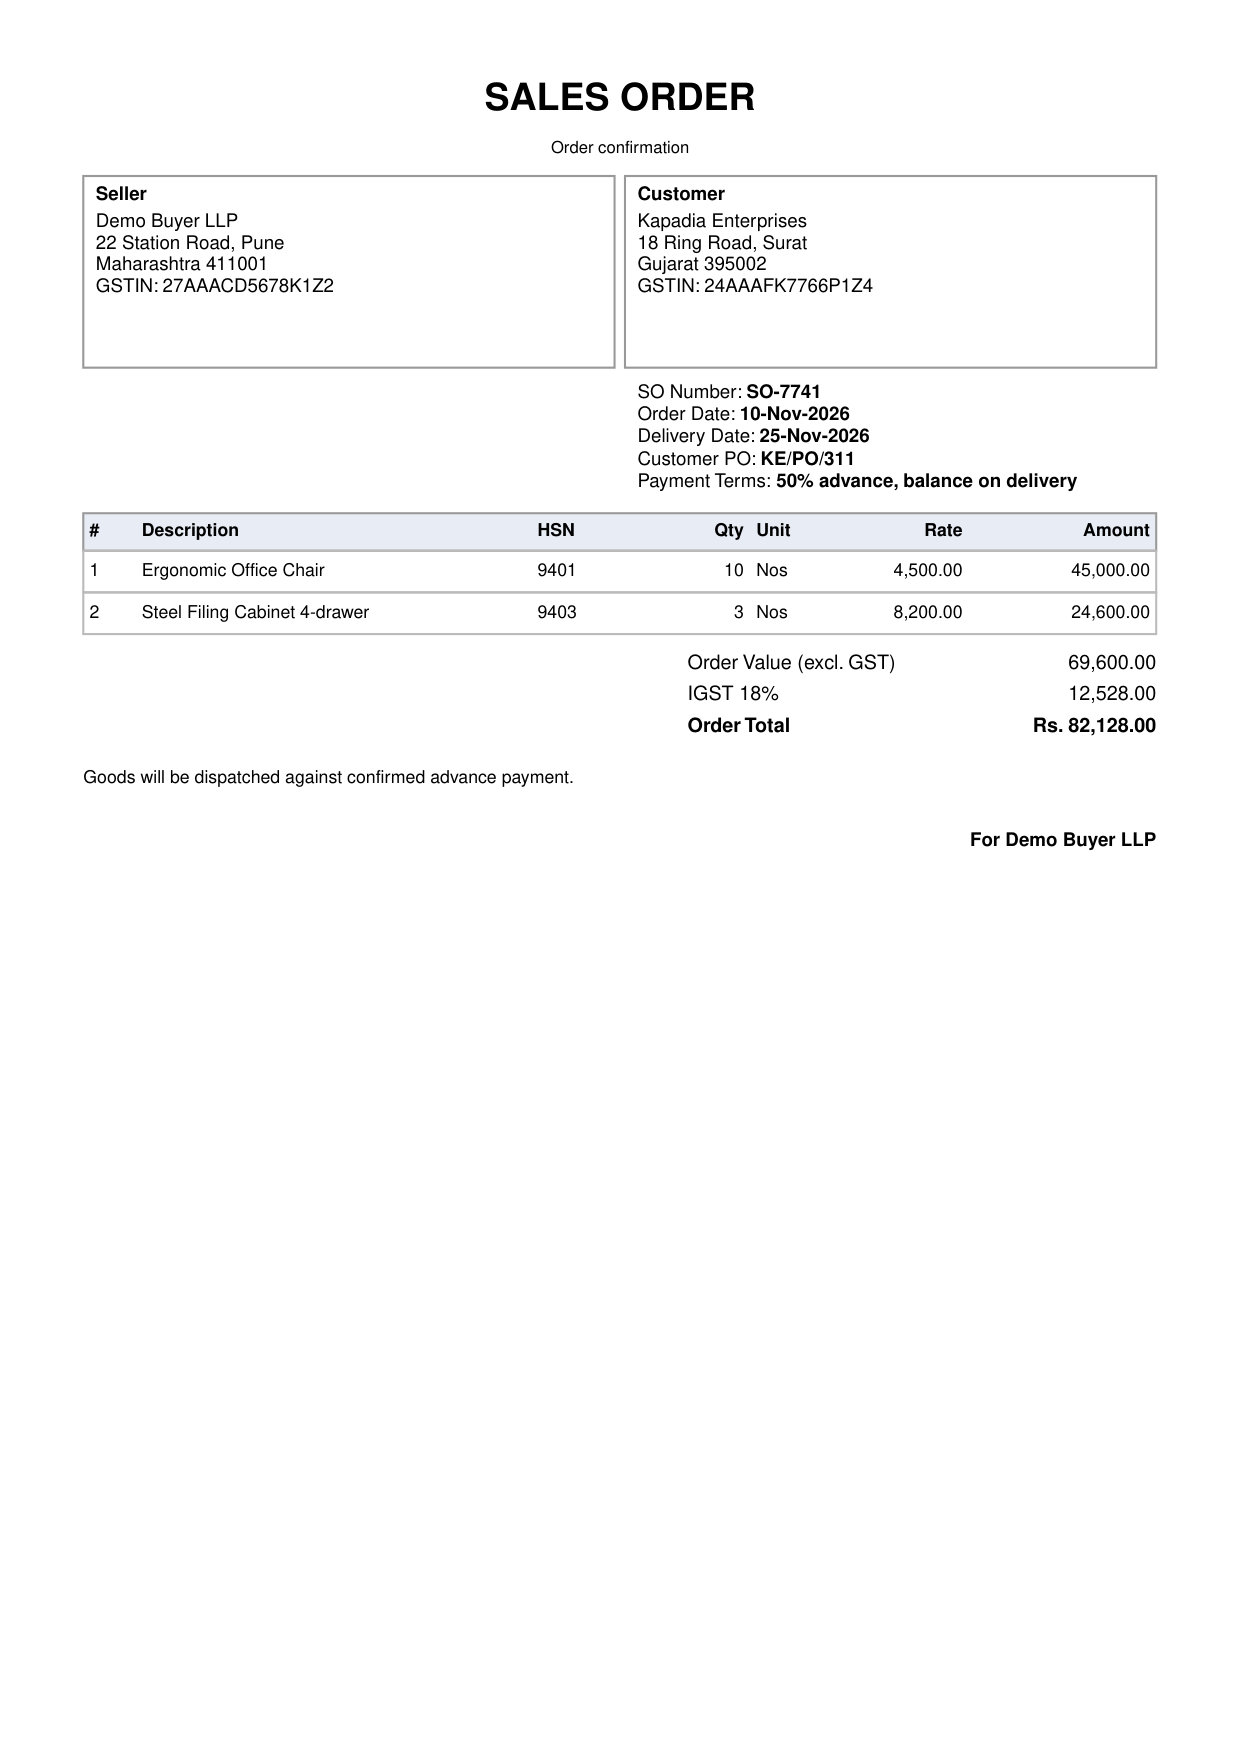 SALES ORDER
Order confirmation
Seller
Demo Buyer LLP
22 Station Road, Pune
Maharashtra 411001
GSTIN: 27AAACD5678K1Z2
Customer
Kapadia Enterprises
18 Ring Road, Surat
Gujarat 395002
GSTIN: 24AAAFK7766P1Z4
SO Number: SO-7741
Order Date: 10-Nov-2026
Delivery Date: 25-Nov-2026
Customer PO: KE/PO/311
Payment Terms: 50% advance, balance on delivery
# Description HSN Qty Unit Rate Amount
1 Ergonomic Office Chair 9401 10 Nos 4,500.00 45,000.00
2 Steel Filing Cabinet 4-drawer 9403 3 Nos 8,200.00 24,600.00
Order Value (excl. GST) 69,600.00
IGST 18% 12,528.00
Order Total Rs. 82,128.00
Goods will be dispatched against confirmed advance payment.
For Demo Buyer LLP